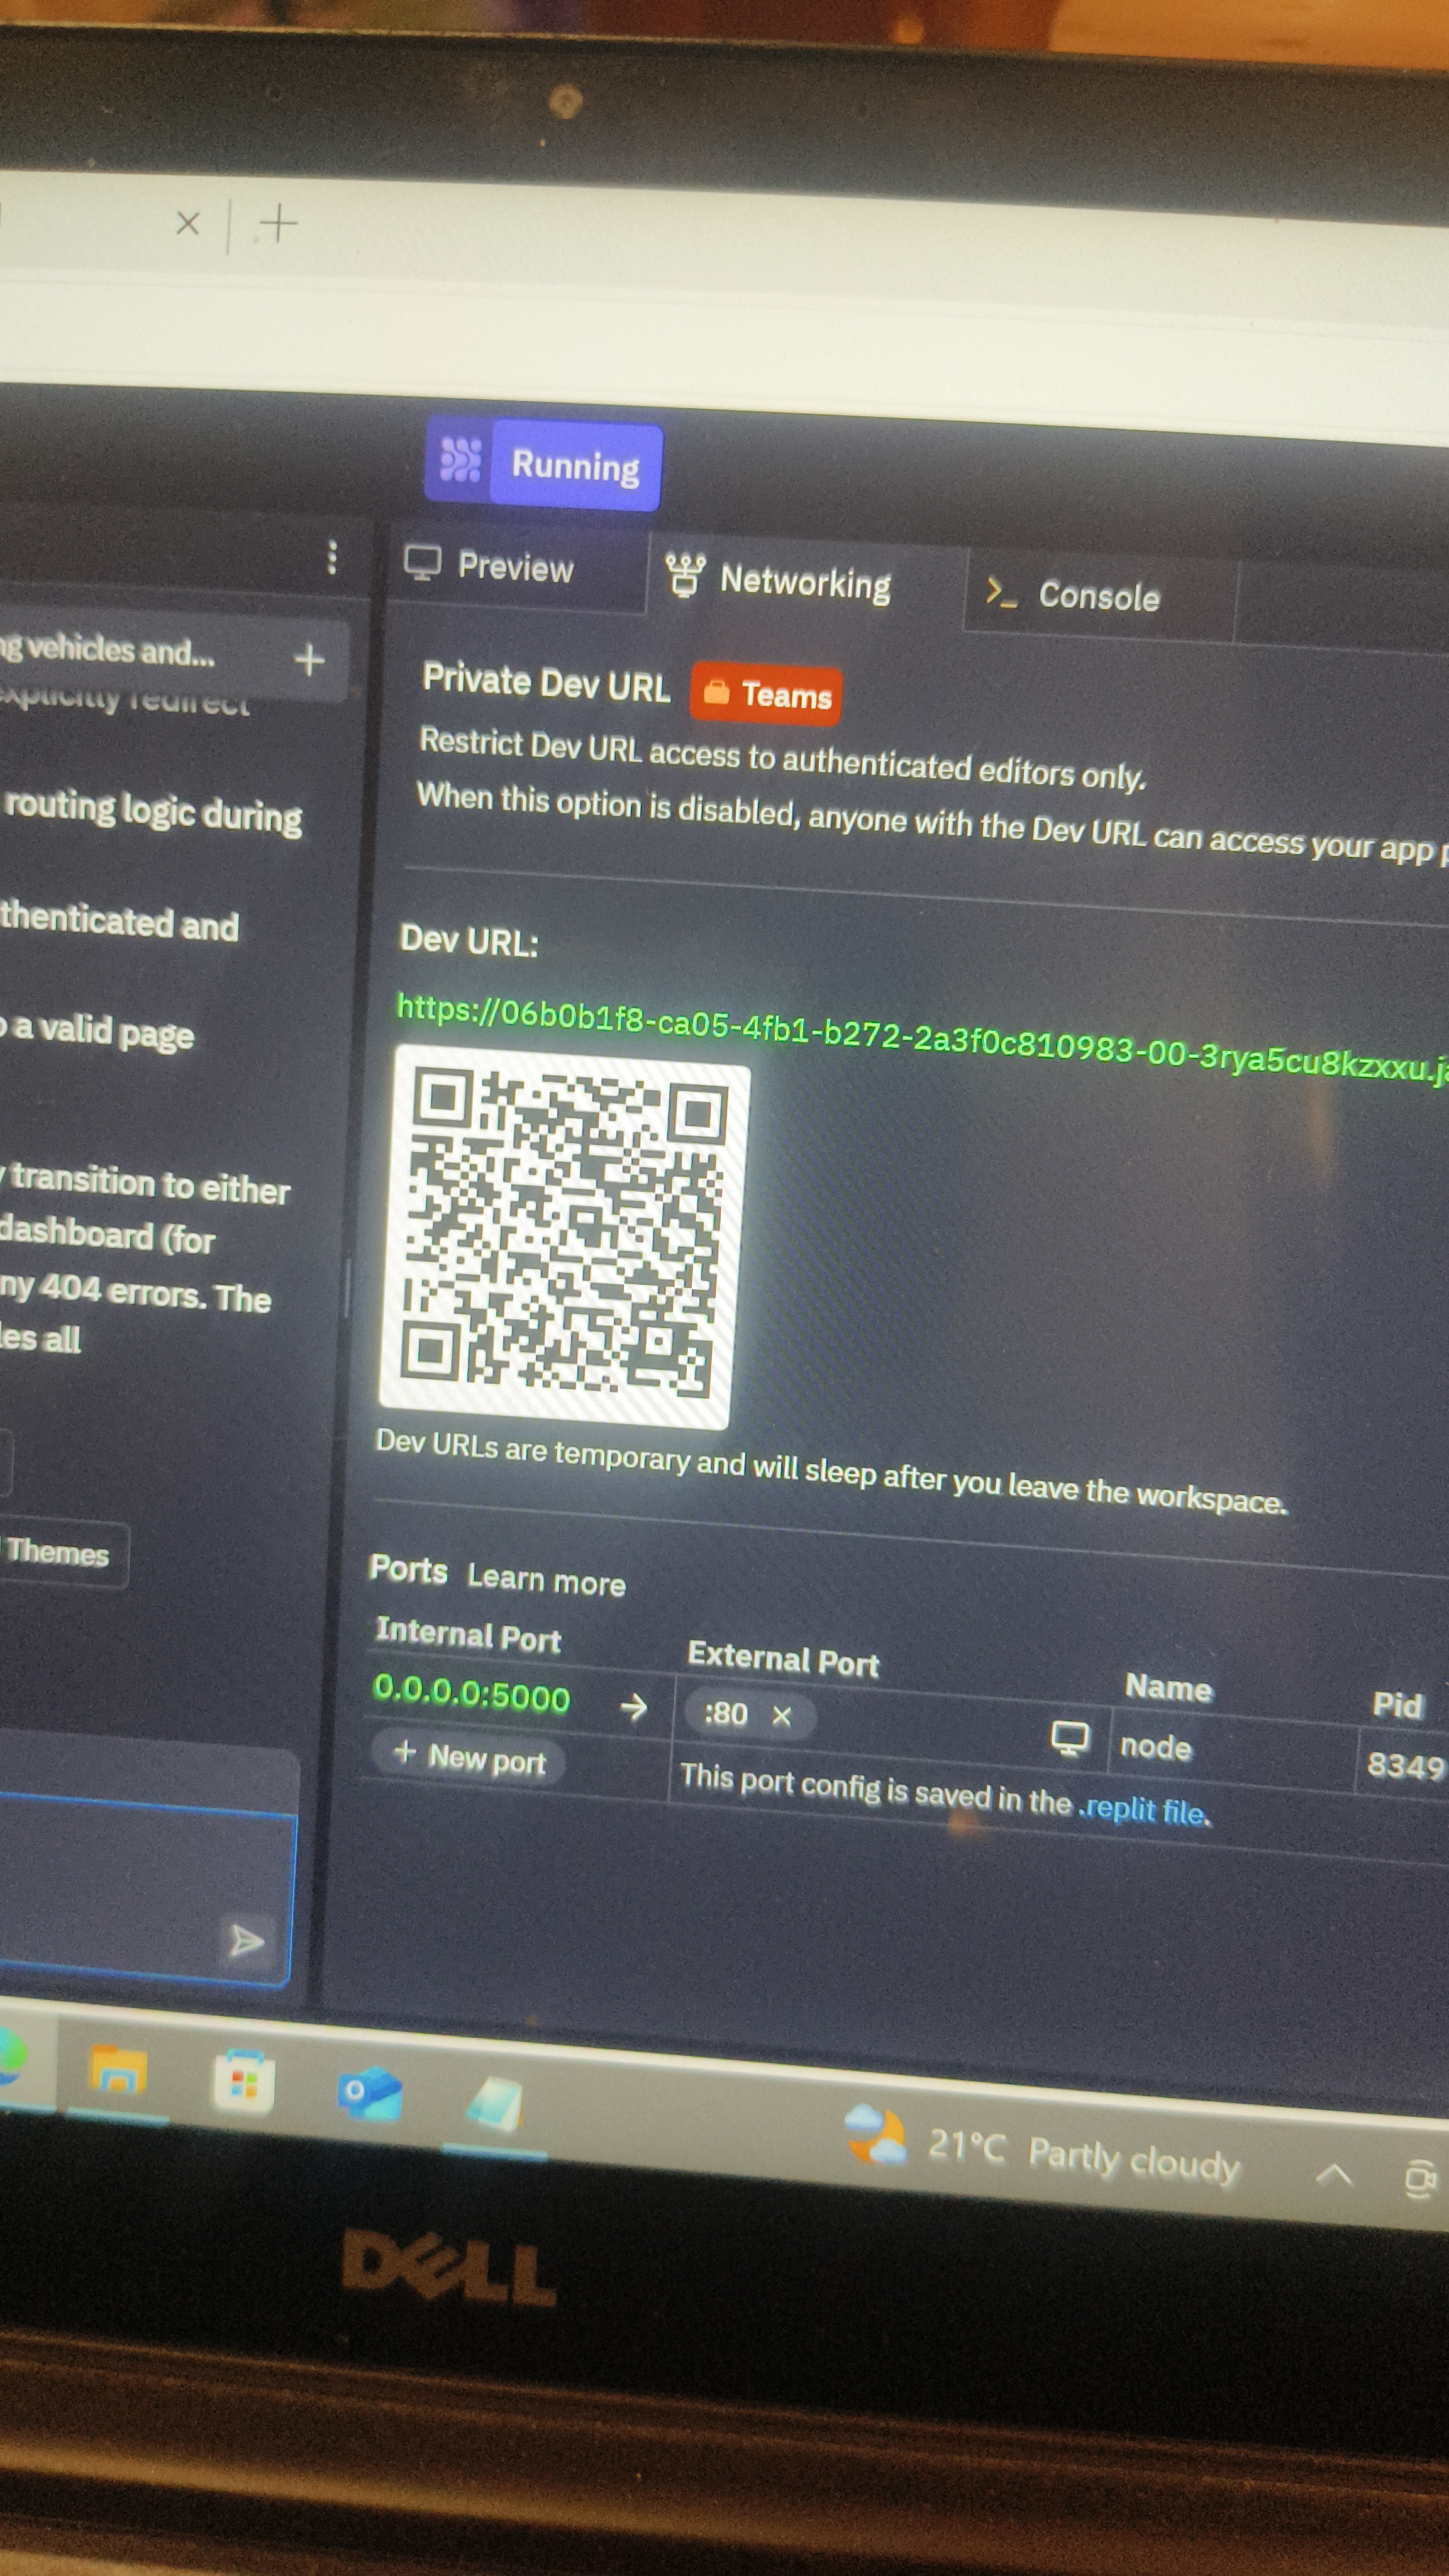 Running
Preview
Networking
Console
ng vehicles and...
explicitly redirect
routing logic during
thenticated and
o a valid page
y transition to either
dashboard (for
ny 404 errors. The
les all
Themes
Private Dev URL Teams
Restrict Dev URL access to authenticated editors only.
When this option is disabled, anyone with the Dev URL can access your app p
Dev URL:
https://06b0b1f8-ca05-4fb1-b272-2a3f0c810983-00-3rya5cu8kzxxu.ja
Dev URLs are temporary and will sleep after you leave the workspace.
Ports Learn more
Internal Port External Port Name Pid
0.0.0.0:5000 → :80 × node 8349
+ New port This port config is saved in the .replit file.
21°C Partly cloudy
DELL